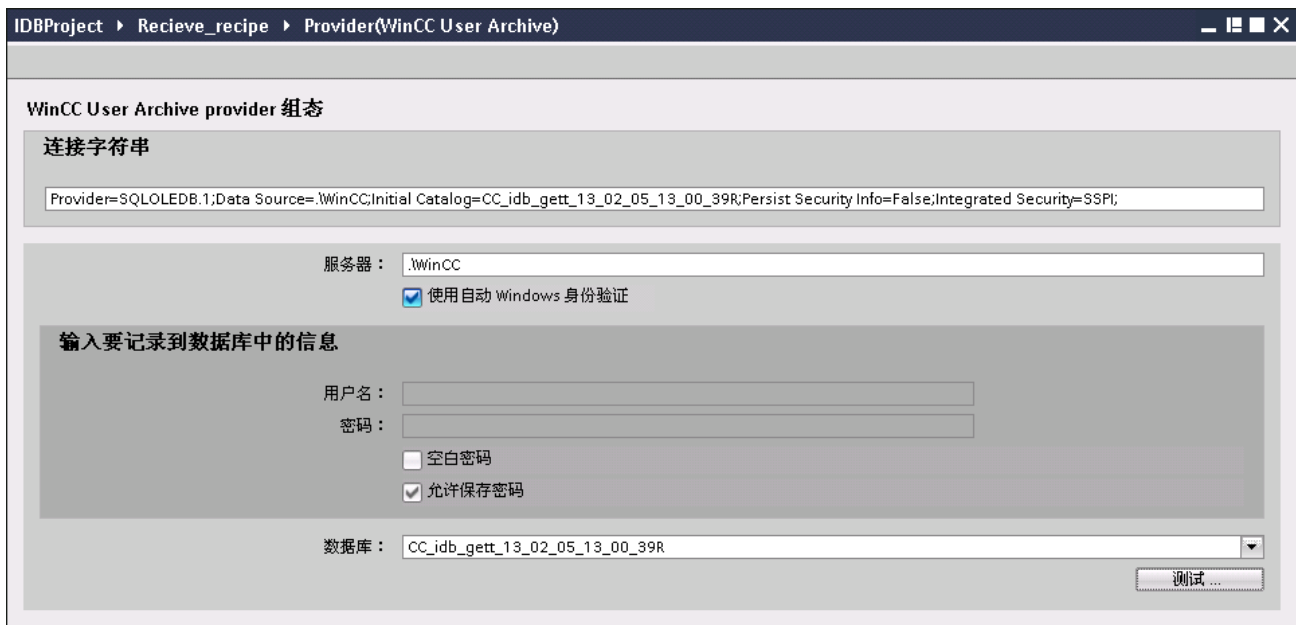 IDBProject ▸ Recieve_recipe ▸ Provider(WinCC User Archive)
WinCC User Archive provider 组态
连接字符串
Provider=SQLOLEDB.1;Data Source=.\WinCC;Initial Catalog=CC_idb_gett_13_02_05_13_00_39R;Persist Security Info=False;Integrated Security=SSPI;
服务器： .\WinCC
使用自动 Windows 身份验证
输入要记录到数据库中的信息
用户名：
密码：
空白密码
允许保存密码
数据库： CC_idb_gett_13_02_05_13_00_39R
测试 ...